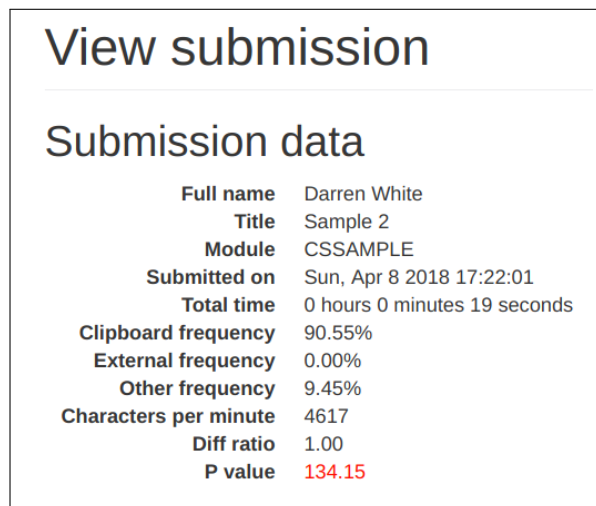 View submission
Submission data
Full name Darren White
Title Sample 2
Module CSSAMPLE
Submitted on Sun, Apr 8 2018 17:22:01
Total time 0 hours 0 minutes 19 seconds
Clipboard frequency 90.55%
External frequency 0.00%
Other frequency 9.45%
Characters per minute 4617
Diff ratio 1.00
P value 134.15